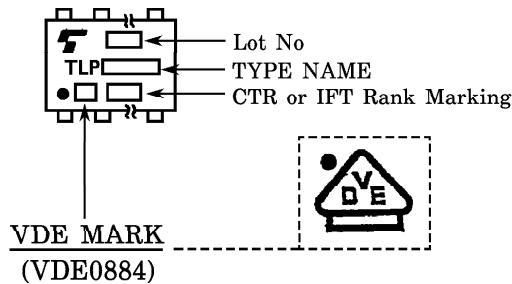 Lot No
TLP
TYPE NAME
CTR or IFT Rank Marking
V
D E
VDE MARK
(VDE0884)